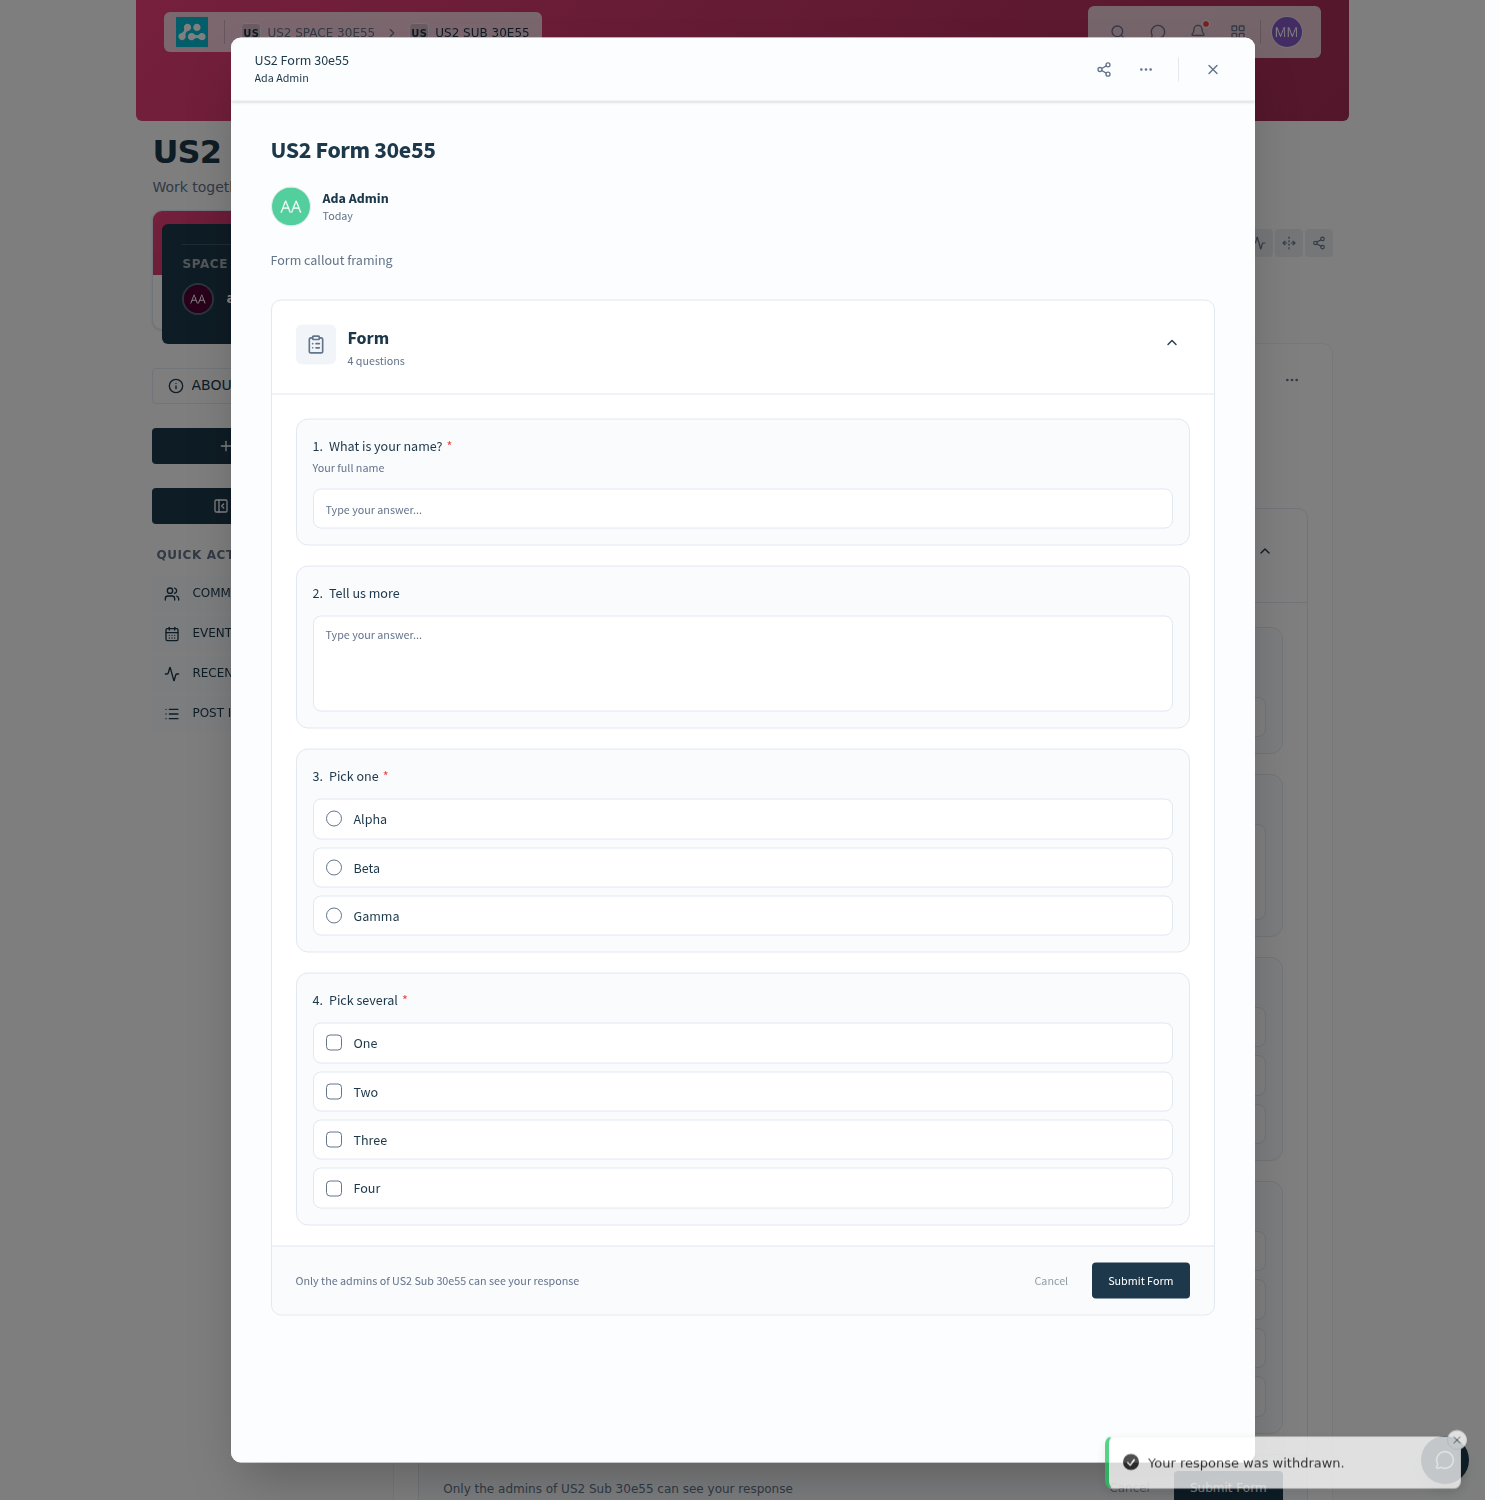 US US2 SPACE 30E55 > US US2 SUB 30E55
MM
US2 Form 30e55
Ada Admin
US2
US2 Form 30e55
Work toget
AA Ada Admin
Today
SPACE
Form callout framing
AA
Form
4 questions
ABOU
1. What is your name? *
Your full name
Type your answer...
QUICK ACT
COMM
2. Tell us more
EVENT
Type your answer...
RECEN
POST I
3. Pick one *
Alpha
Beta
Gamma
4. Pick several *
One
Two
Three
Four
Only the admins of US2 Sub 30e55 can see your response
Cancel
Submit Form
Your response was withdrawn.
Only the admins of US2 Sub 30e55 can see your response
Cancel
Submit Form